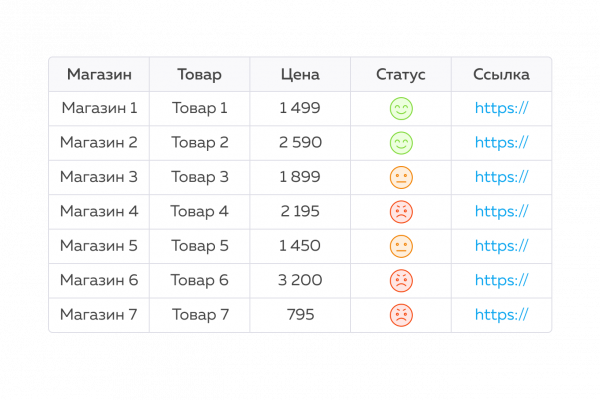 Магазин Товар Цена Статус Ссылка
Магазин 1 Товар 1 1 499 https://
Магазин 2 Товар 2 2 590 https://
Магазин 3 Товар 3 1 899 https://
Магазин 4 Товар 4 2 195 https://
Магазин 5 Товар 5 1 450 https://
Магазин 6 Товар 6 3 200 https://
Магазин 7 Товар 7 795 https://